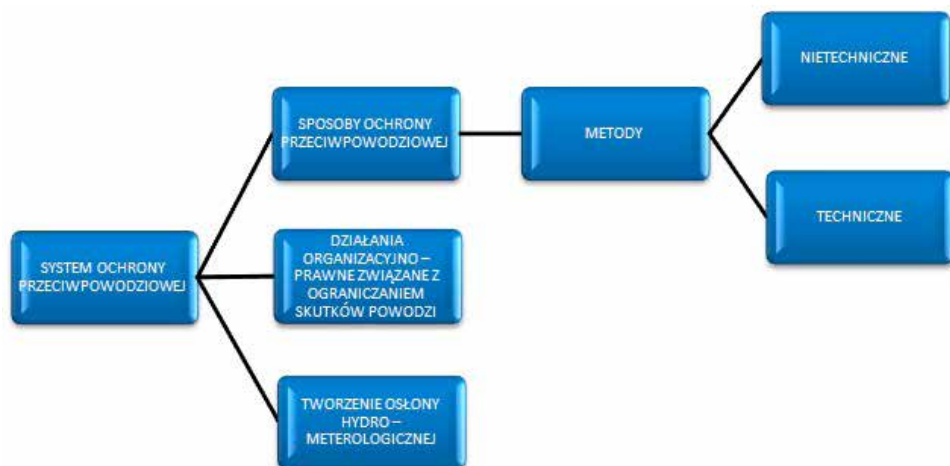 SYSTEM OCHRONY
PRZECIWPOWODZIOWEJ
SPOSOBY OCHRONY
PRZECIWPOWODZIOWEJ
METODY
NIETECHNICZNE
TECHNICZNE
DZIAŁANIA
ORGANIZACYJNO –
PRAWNE ZWIĄZANE Z
OGRANICZANIEM
SKUTKÓW POWODZI
TWORZENIE OSŁONY
HYDRO –
METEROLOGICZNEJ